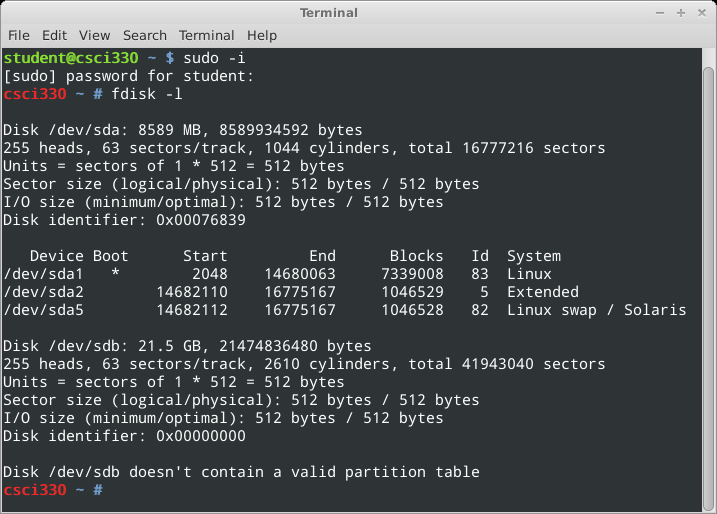 Terminal
File Edit View Search Terminal Help
student@csci330 ~ $ sudo -i
[sudo] password for student:
csci330 ~ # fdisk -l

Disk /dev/sda: 8589 MB, 8589934592 bytes
255 heads, 63 sectors/track, 1044 cylinders, total 16777216 sectors
Units = sectors of 1 * 512 = 512 bytes
Sector size (logical/physical): 512 bytes / 512 bytes
I/O size (minimum/optimal): 512 bytes / 512 bytes
Disk identifier: 0x00076839

   Device Boot      Start         End      Blocks   Id  System
/dev/sda1   *        2048    14680063     7339008   83  Linux
/dev/sda2        14682110    16775167     1046529    5  Extended
/dev/sda5        14682112    16775167     1046528   82  Linux swap / Solaris

Disk /dev/sdb: 21.5 GB, 21474836480 bytes
255 heads, 63 sectors/track, 2610 cylinders, total 41943040 sectors
Units = sectors of 1 * 512 = 512 bytes
Sector size (logical/physical): 512 bytes / 512 bytes
I/O size (minimum/optimal): 512 bytes / 512 bytes
Disk identifier: 0x00000000

Disk /dev/sdb doesn't contain a valid partition table
csci330 ~ #